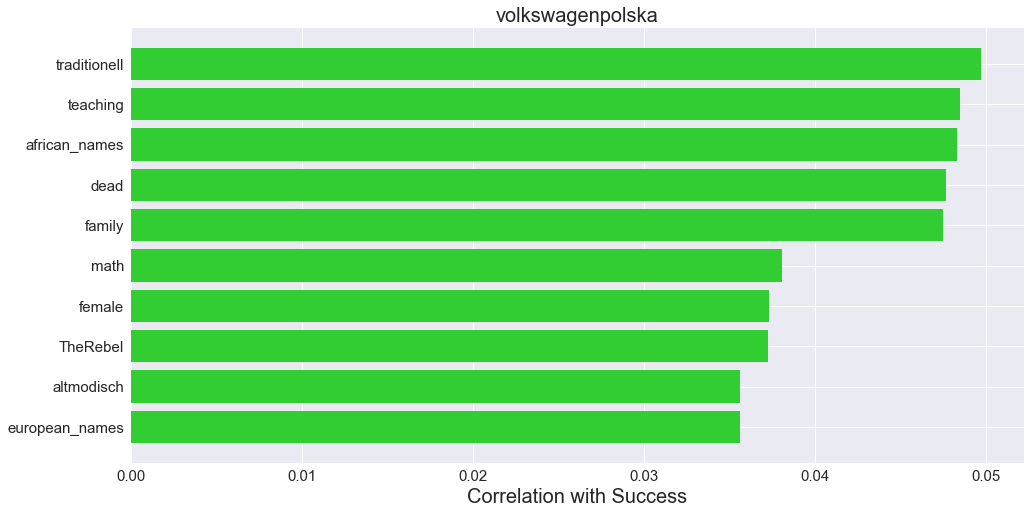 volkswagenpolska
traditionell
teaching
african_names
dead
family
math
female
TheRebel
altmodisch
european_names
0.00 0.01 0.02 0.03 0.04 0.05
Correlation with Success